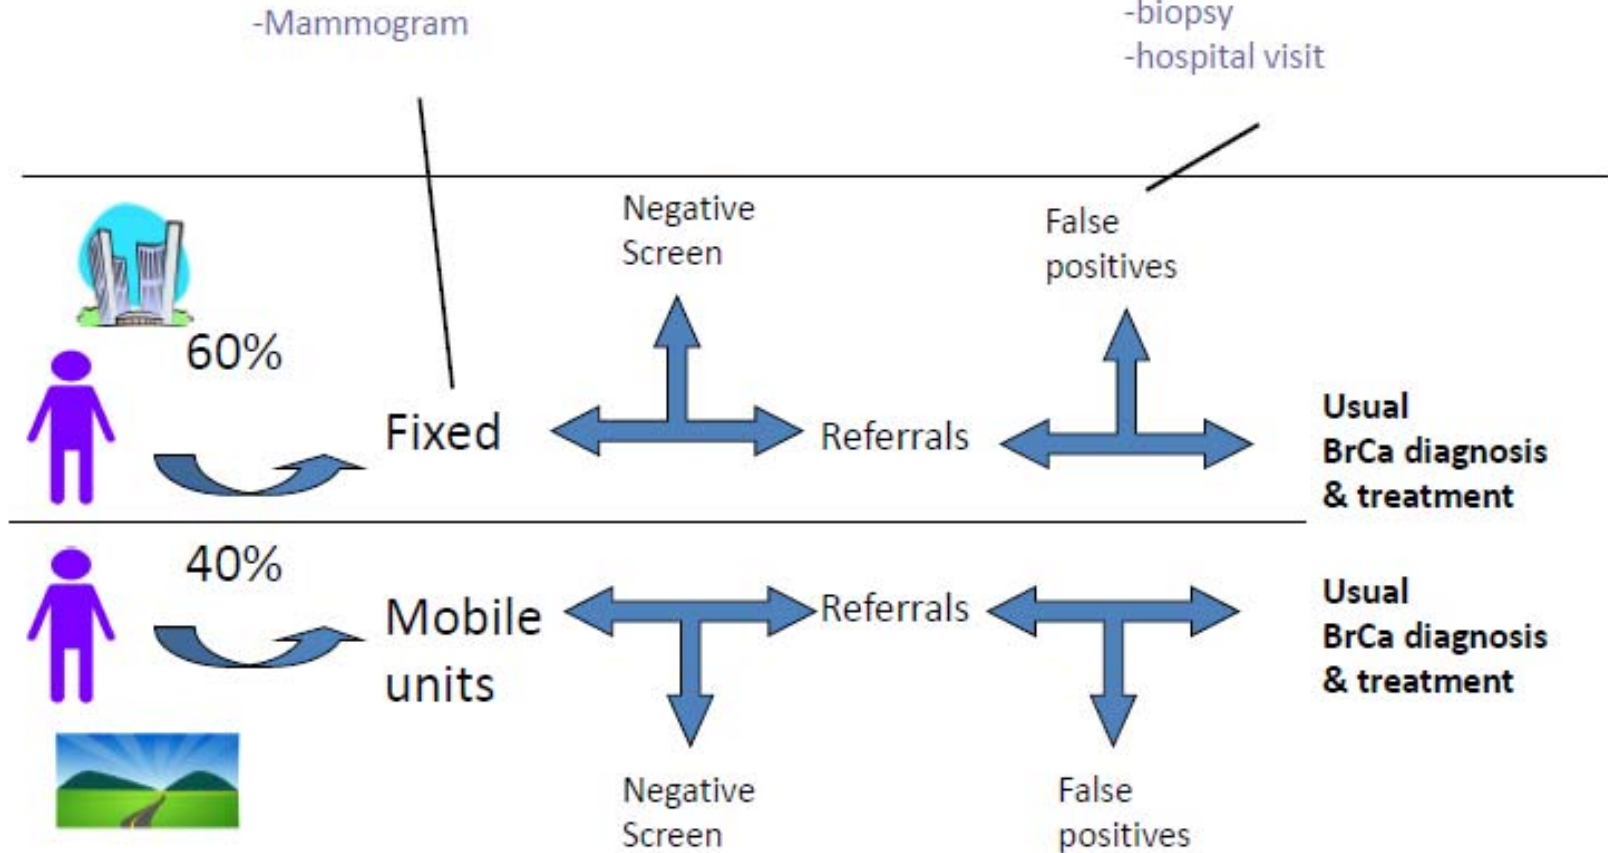 -Mammogram
-biopsy
-hospital visit
Negative
Screen
False
positives
60%
Fixed
Referrals
Usual
BrCa diagnosis
& treatment
40%
Mobile
units
Referrals
Usual
BrCa diagnosis
& treatment
Negative
Screen
False
positives